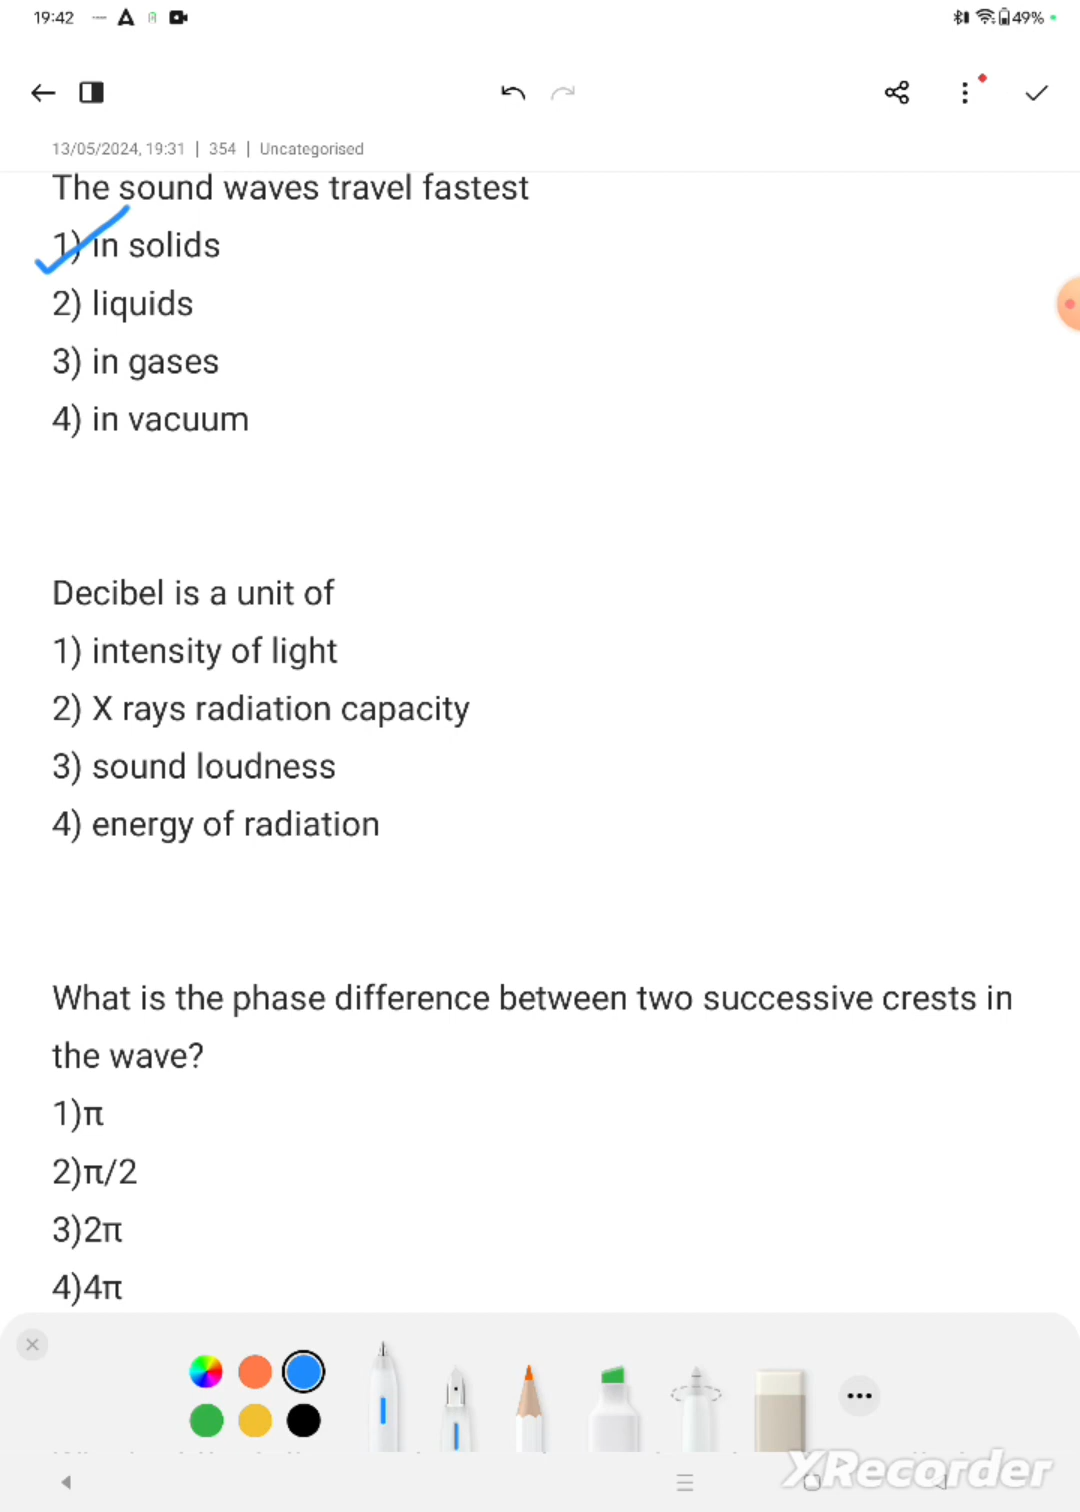 19:42
49%
13/05/2024, 19:31 | 354 | Uncategorised
The sound waves travel fastest
1) in solids
2) liquids
3) in gases
4) in vacuum
Decibel is a unit of
1) intensity of light
2) X rays radiation capacity
3) sound loudness
4) energy of radiation
What is the phase difference between two successive crests in
the wave?
1)π
2)π/2
3)2π
4)4π
XRecorder